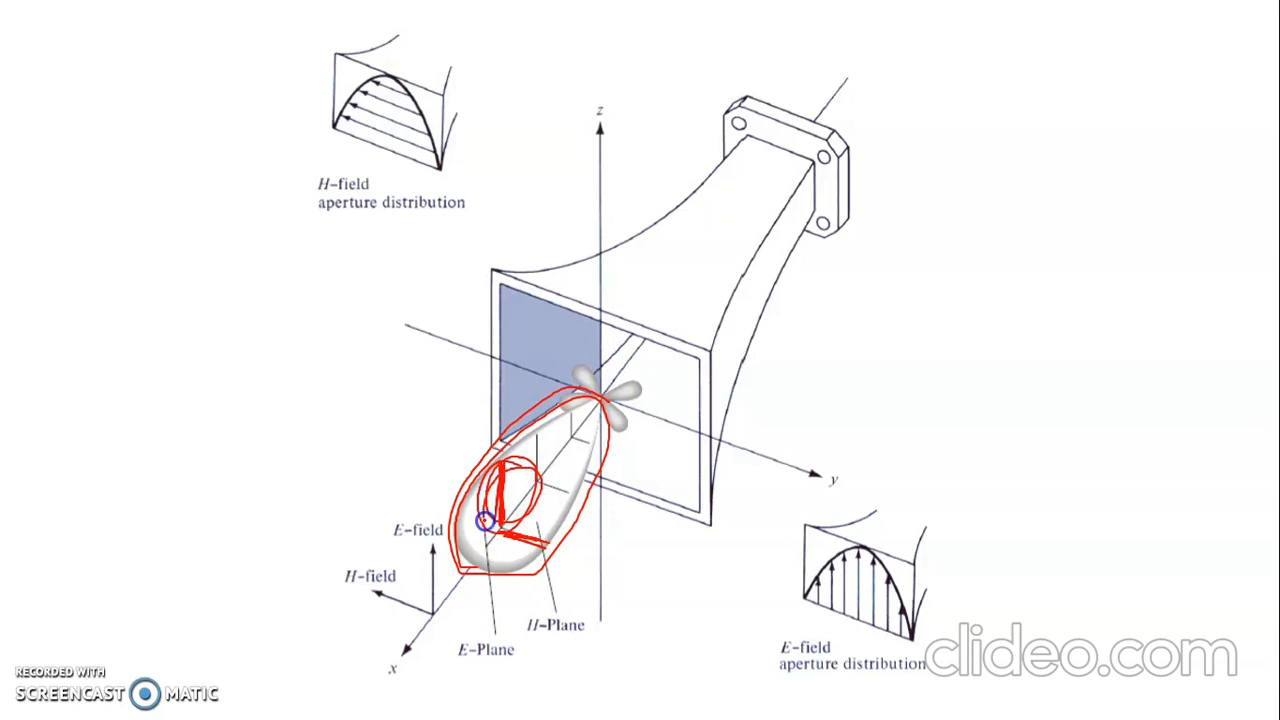 H-field
aperture distribution
z
y
E-field
H-field
H-Plane
E-Plane
x
E-field
aperture distribution
clideo.com
RECORDED WITH
SCREENCAST MATIC